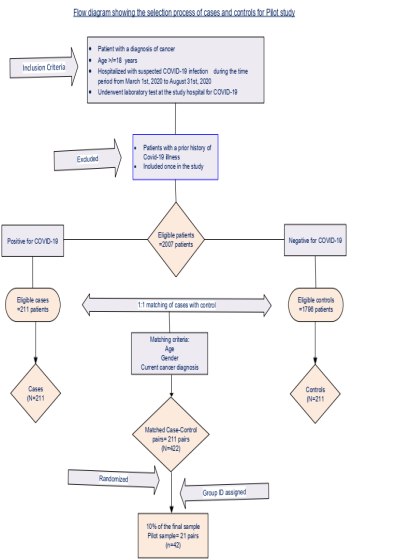 Flow diagram showing the selection process of cases and controls for Pilot study
Inclusion Criteria
Patient with a diagnosis of cancer
Age >/=18 years
Hospitalized with suspected COVID-19 infection during the time
period from March 1st, 2020 to August 31st, 2020
Underwent laboratory test at the study hospital for COVID-19
Excluded
Patients with a prior history of
Covid-19 illness
Included once in the study
Eligible patients
=2007 patients
Positive for COVID-19
Negative for COVID-19
Eligible cases
=211 patients
1:1 matching of cases with control
Eligible controls
=1796 patients
Matching criteria:
Age
Gender
Current cancer diagnosis
Cases
(N=211
Controls
(N=211
Matched Case-Control
pairs= 211 pairs
(N=422)
Randomized
Group ID assigned
10% of the final sample
Pilot sample= 21 pairs
(n=42)